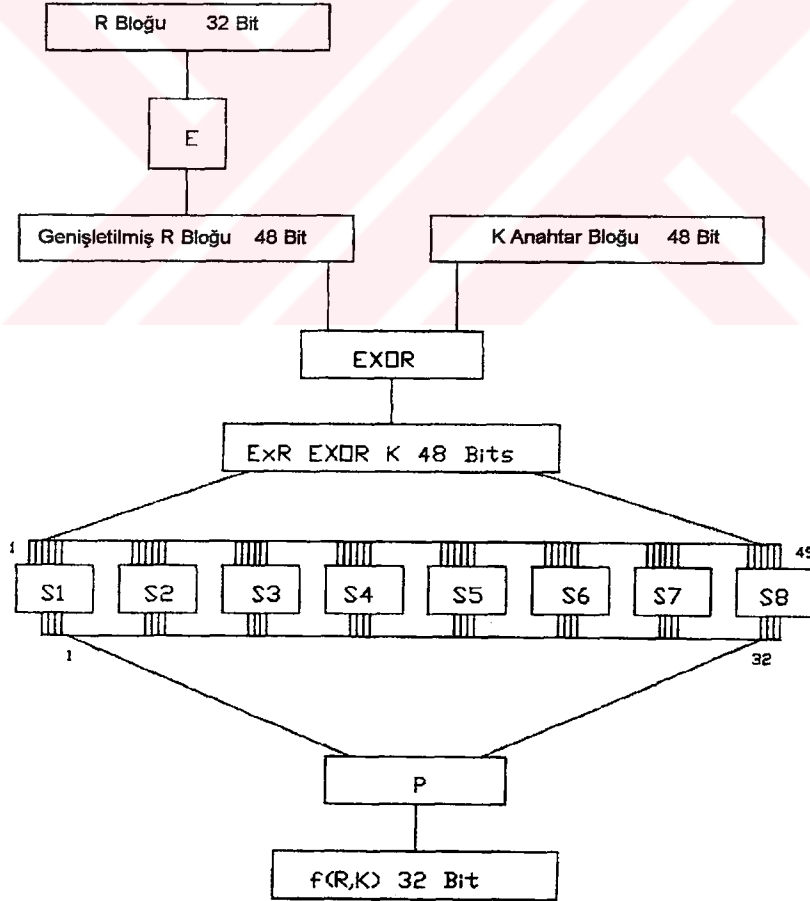 R Bloğu 32 Bit
E
Genişletilmiş R Bloğu 48 Bit
K Anahtar Bloğu 48 Bit
EXOR
ExR EXOR K 48 Bits
1
S1 S2 S3 S4 S5 S6 S7 S8
1
32
P
f(R,K) 32 Bit